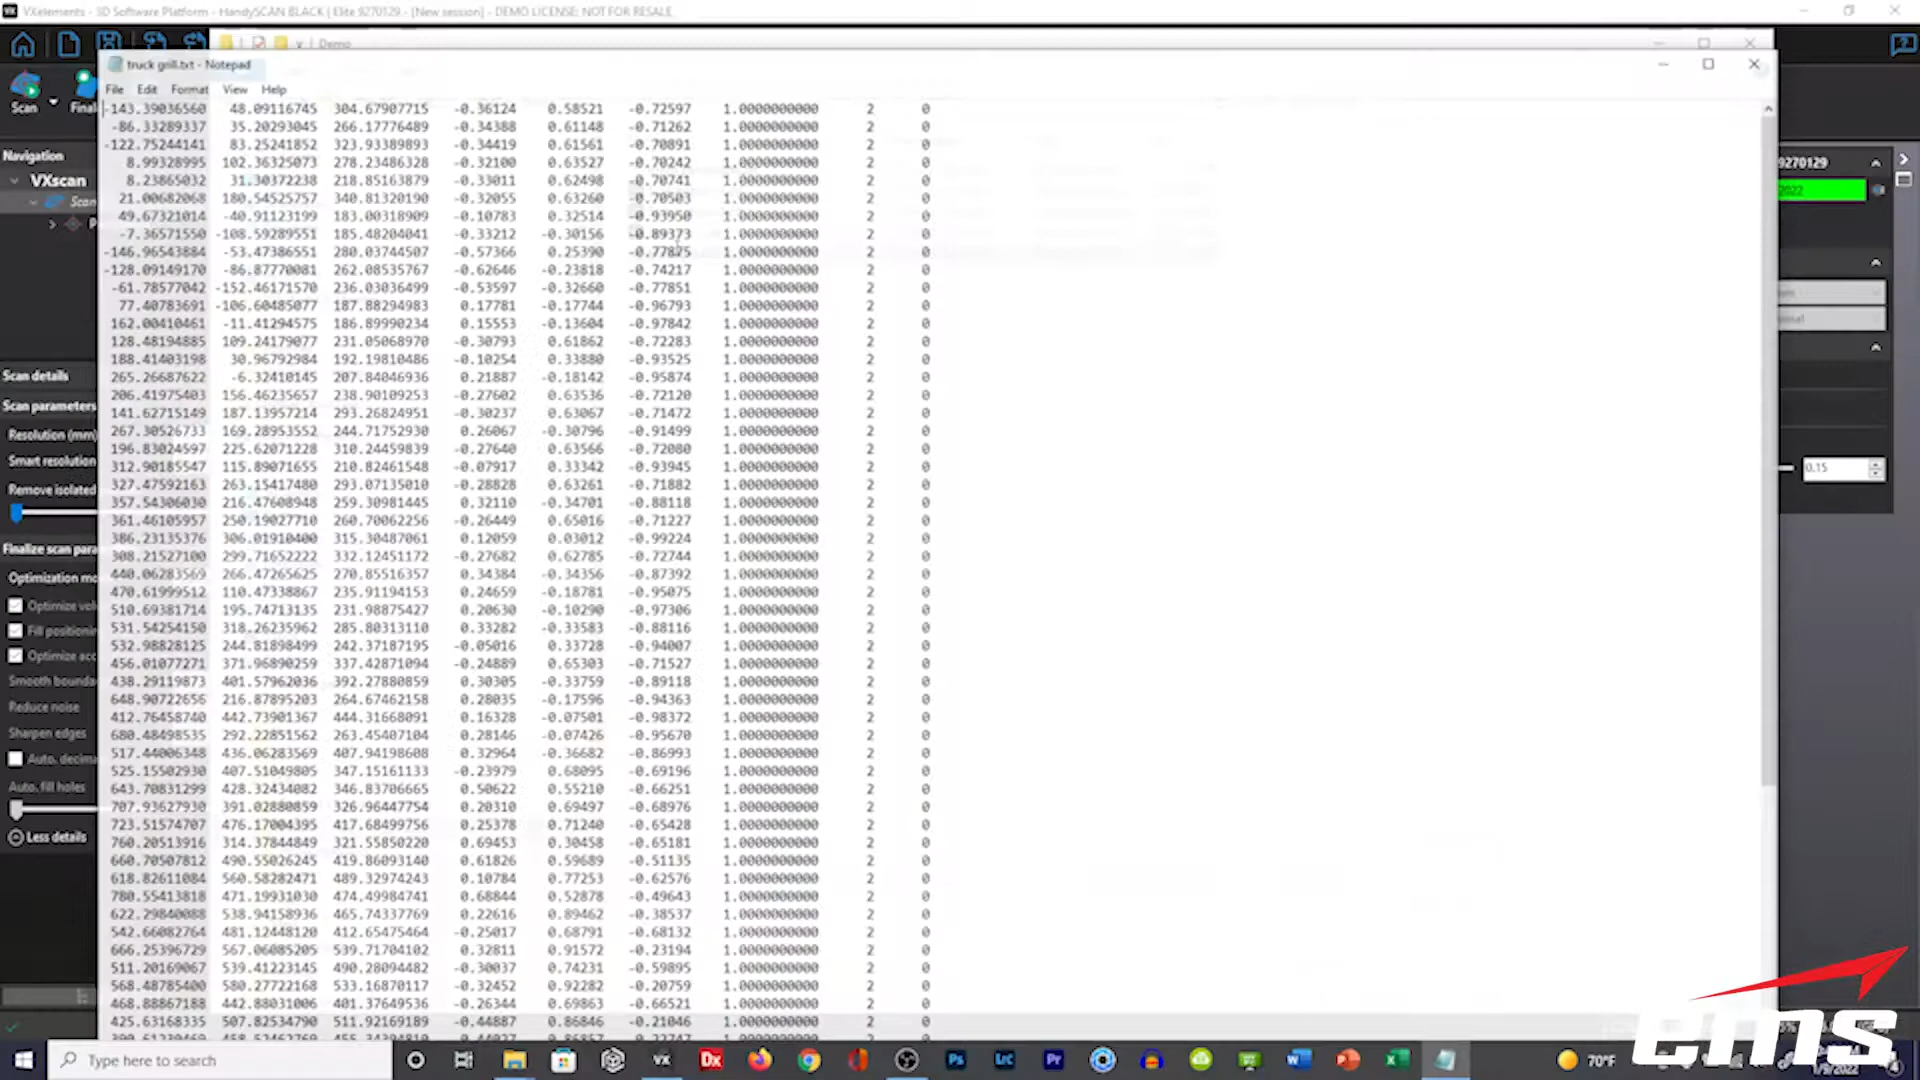 VXelements - 3D Software Platform - HandySCAN BLACK | Elite 9270129 - [New session] - DEMO LICENSE: NOT FOR RESALE
Demo
truck grill.txt - Notepad
File Edit Format View Help
-143.39036560 48.09116745 304.67907715 -0.36124 0.58521 -0.72597 1.0000000000 2 0
-86.33289337 35.20293045 266.17776489 -0.34388 0.61148 -0.71262 1.0000000000 2 0
-122.75244141 83.25241852 323.93389893 -0.34419 0.61561 -0.70891 1.0000000000 2 0
8.99328995 102.36325073 278.23486328 -0.32100 0.63527 -0.70242 1.0000000000 2 0
8.23865032 31.30372238 218.85163879 -0.33011 0.62498 -0.70741 1.0000000000 2 0
21.00682068 180.54525757 340.81320190 -0.32055 0.63260 -0.70503 1.0000000000 2 0
49.67321014 -40.91123199 183.00318909 -0.10783 0.32514 -0.93950 1.0000000000 2 0
-7.36571550 -108.59289551 185.48204041 -0.33212 -0.30156 -0.89373 1.0000000000 2 0
-146.96543884 -53.47386551 280.03744507 -0.57366 0.25390 -0.77875 1.0000000000 2 0
-128.09149170 -86.87770081 262.08535767 -0.62646 -0.23818 -0.74217 1.0000000000 2 0
-61.78577042 -152.46171570 236.03036499 -0.53597 -0.32660 -0.77851 1.0000000000 2 0
77.40783691 -106.60485077 187.88294983 0.17781 -0.17744 -0.96793 1.0000000000 2 0
162.00410461 -11.41294575 186.89990234 0.15553 -0.13604 -0.97842 1.0000000000 2 0
128.48194885 109.24179077 231.05068970 -0.30793 0.61862 -0.72283 1.0000000000 2 0
188.41403198 30.96792984 192.19810486 -0.10254 0.33880 -0.93525 1.0000000000 2 0
265.26687622 -6.32410145 207.84046936 0.21887 -0.18142 -0.95874 1.0000000000 2 0
206.41975403 156.46235657 238.90109253 -0.27602 0.63536 -0.72120 1.0000000000 2 0
141.62715149 187.13957214 293.26824951 -0.30237 0.63067 -0.71472 1.0000000000 2 0
267.30526733 169.28953552 244.71752930 0.26067 -0.30796 -0.91499 1.0000000000 2 0
196.83024597 225.62071228 310.24459839 -0.27640 0.63566 -0.72080 1.0000000000 2 0
312.90185547 115.89071655 210.82461548 -0.07917 0.33342 -0.93945 1.0000000000 2 0
327.47592163 263.15417480 293.07135010 -0.28828 0.63261 -0.71882 1.0000000000 2 0
357.54306030 216.47608948 259.30981445 0.32110 -0.34701 -0.88118 1.0000000000 2 0
361.46105957 250.19027710 260.70062256 -0.26449 0.65016 -0.71227 1.0000000000 2 0
386.23135376 306.01910400 315.30487061 0.12059 0.03012 -0.99224 1.0000000000 2 0
308.21527100 299.71652222 332.12451172 -0.27682 0.62785 -0.72744 1.0000000000 2 0
440.06283569 266.47265625 270.85516357 0.34384 -0.34356 -0.87392 1.0000000000 2 0
470.61999512 110.47338867 235.91194153 0.24659 -0.18781 -0.95075 1.0000000000 2 0
510.69381714 195.74713135 231.98875427 0.20630 -0.10290 -0.97306 1.0000000000 2 0
531.54254150 318.26235962 285.80313110 0.33282 -0.33583 -0.88116 1.0000000000 2 0
532.98828125 244.81898499 242.37187195 -0.05016 0.33728 -0.94007 1.0000000000 2 0
456.01077271 371.96890259 337.42871094 -0.24889 0.65303 -0.71527 1.0000000000 2 0
438.29119873 401.57962036 392.27880859 0.30305 -0.33759 -0.89118 1.0000000000 2 0
648.90722656 216.87895203 264.67462158 0.28035 -0.17596 -0.94363 1.0000000000 2 0
412.76458740 442.73901367 444.31668091 0.16328 -0.07501 -0.98372 1.0000000000 2 0
680.48498535 292.22851562 263.45407104 0.28146 -0.07426 -0.95670 1.0000000000 2 0
517.44006348 436.06283569 407.94198608 0.32964 -0.36682 -0.86993 1.0000000000 2 0
525.15502930 407.51049805 347.15161133 -0.23979 0.68095 -0.69196 1.0000000000 2 0
643.70831299 428.32434082 346.83706665 0.50622 0.55210 -0.66251 1.0000000000 2 0
707.93627930 391.02880859 326.96447754 0.20310 0.69497 -0.68976 1.0000000000 2 0
723.51574707 476.17004395 417.68499756 0.25378 0.71240 -0.65428 1.0000000000 2 0
760.20513916 314.37844849 321.55850220 0.69453 0.30458 -0.65181 1.0000000000 2 0
660.70507812 490.55026245 419.86093140 0.61826 0.59689 -0.51135 1.0000000000 2 0
618.82611084 560.58282471 489.32974243 0.10784 0.77253 -0.62576 1.0000000000 2 0
780.55413818 471.19931030 474.49984741 0.68844 0.52878 -0.49643 1.0000000000 2 0
622.29840088 538.94158936 465.74337769 0.22616 0.89462 -0.38537 1.0000000000 2 0
542.66082764 481.12448120 412.65475464 -0.25017 0.68791 -0.68132 1.0000000000 2 0
666.25396729 567.06085205 539.71704102 0.32811 0.91572 -0.23194 1.0000000000 2 0
511.20169067 539.41223145 490.28094482 -0.30037 0.74231 -0.59895 1.0000000000 2 0
568.48785400 580.27722168 533.16870117 -0.32452 0.92282 -0.20759 1.0000000000 2 0
468.88867188 442.88031006 401.37649536 -0.26344 0.69863 -0.66521 1.0000000000 2 0
425.63168335 507.82534790 511.92169189 -0.44887 0.86846 -0.21046 1.0000000000 2 0
Scan
Navigation
VXscan
Scan
Scan details
Scan parameters
Resolution (mm)
Smart resolution
Remove isolated
Optimize
Fill
Optimize
Smooth
Reduce noise
Sharpen edges
Auto.
Auto. fill holes
Less details
9270129
2022
0.15
Type here to search
VX Dx Ps Lrc Pr
70°F
1/9/2022
ems